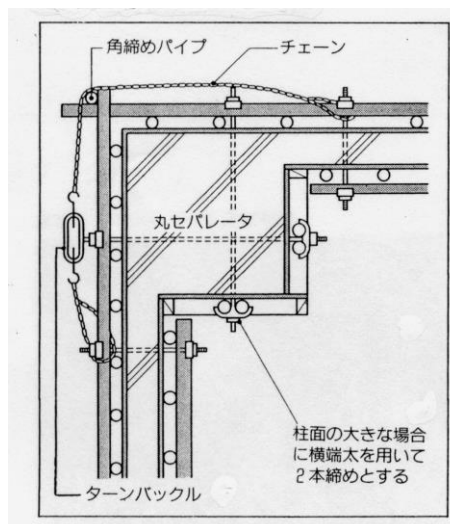 角締めパイプ
チェーン
丸セパレータ
柱面の大きな場合
に横端太を用いて
2本締めとする
ターンバックル